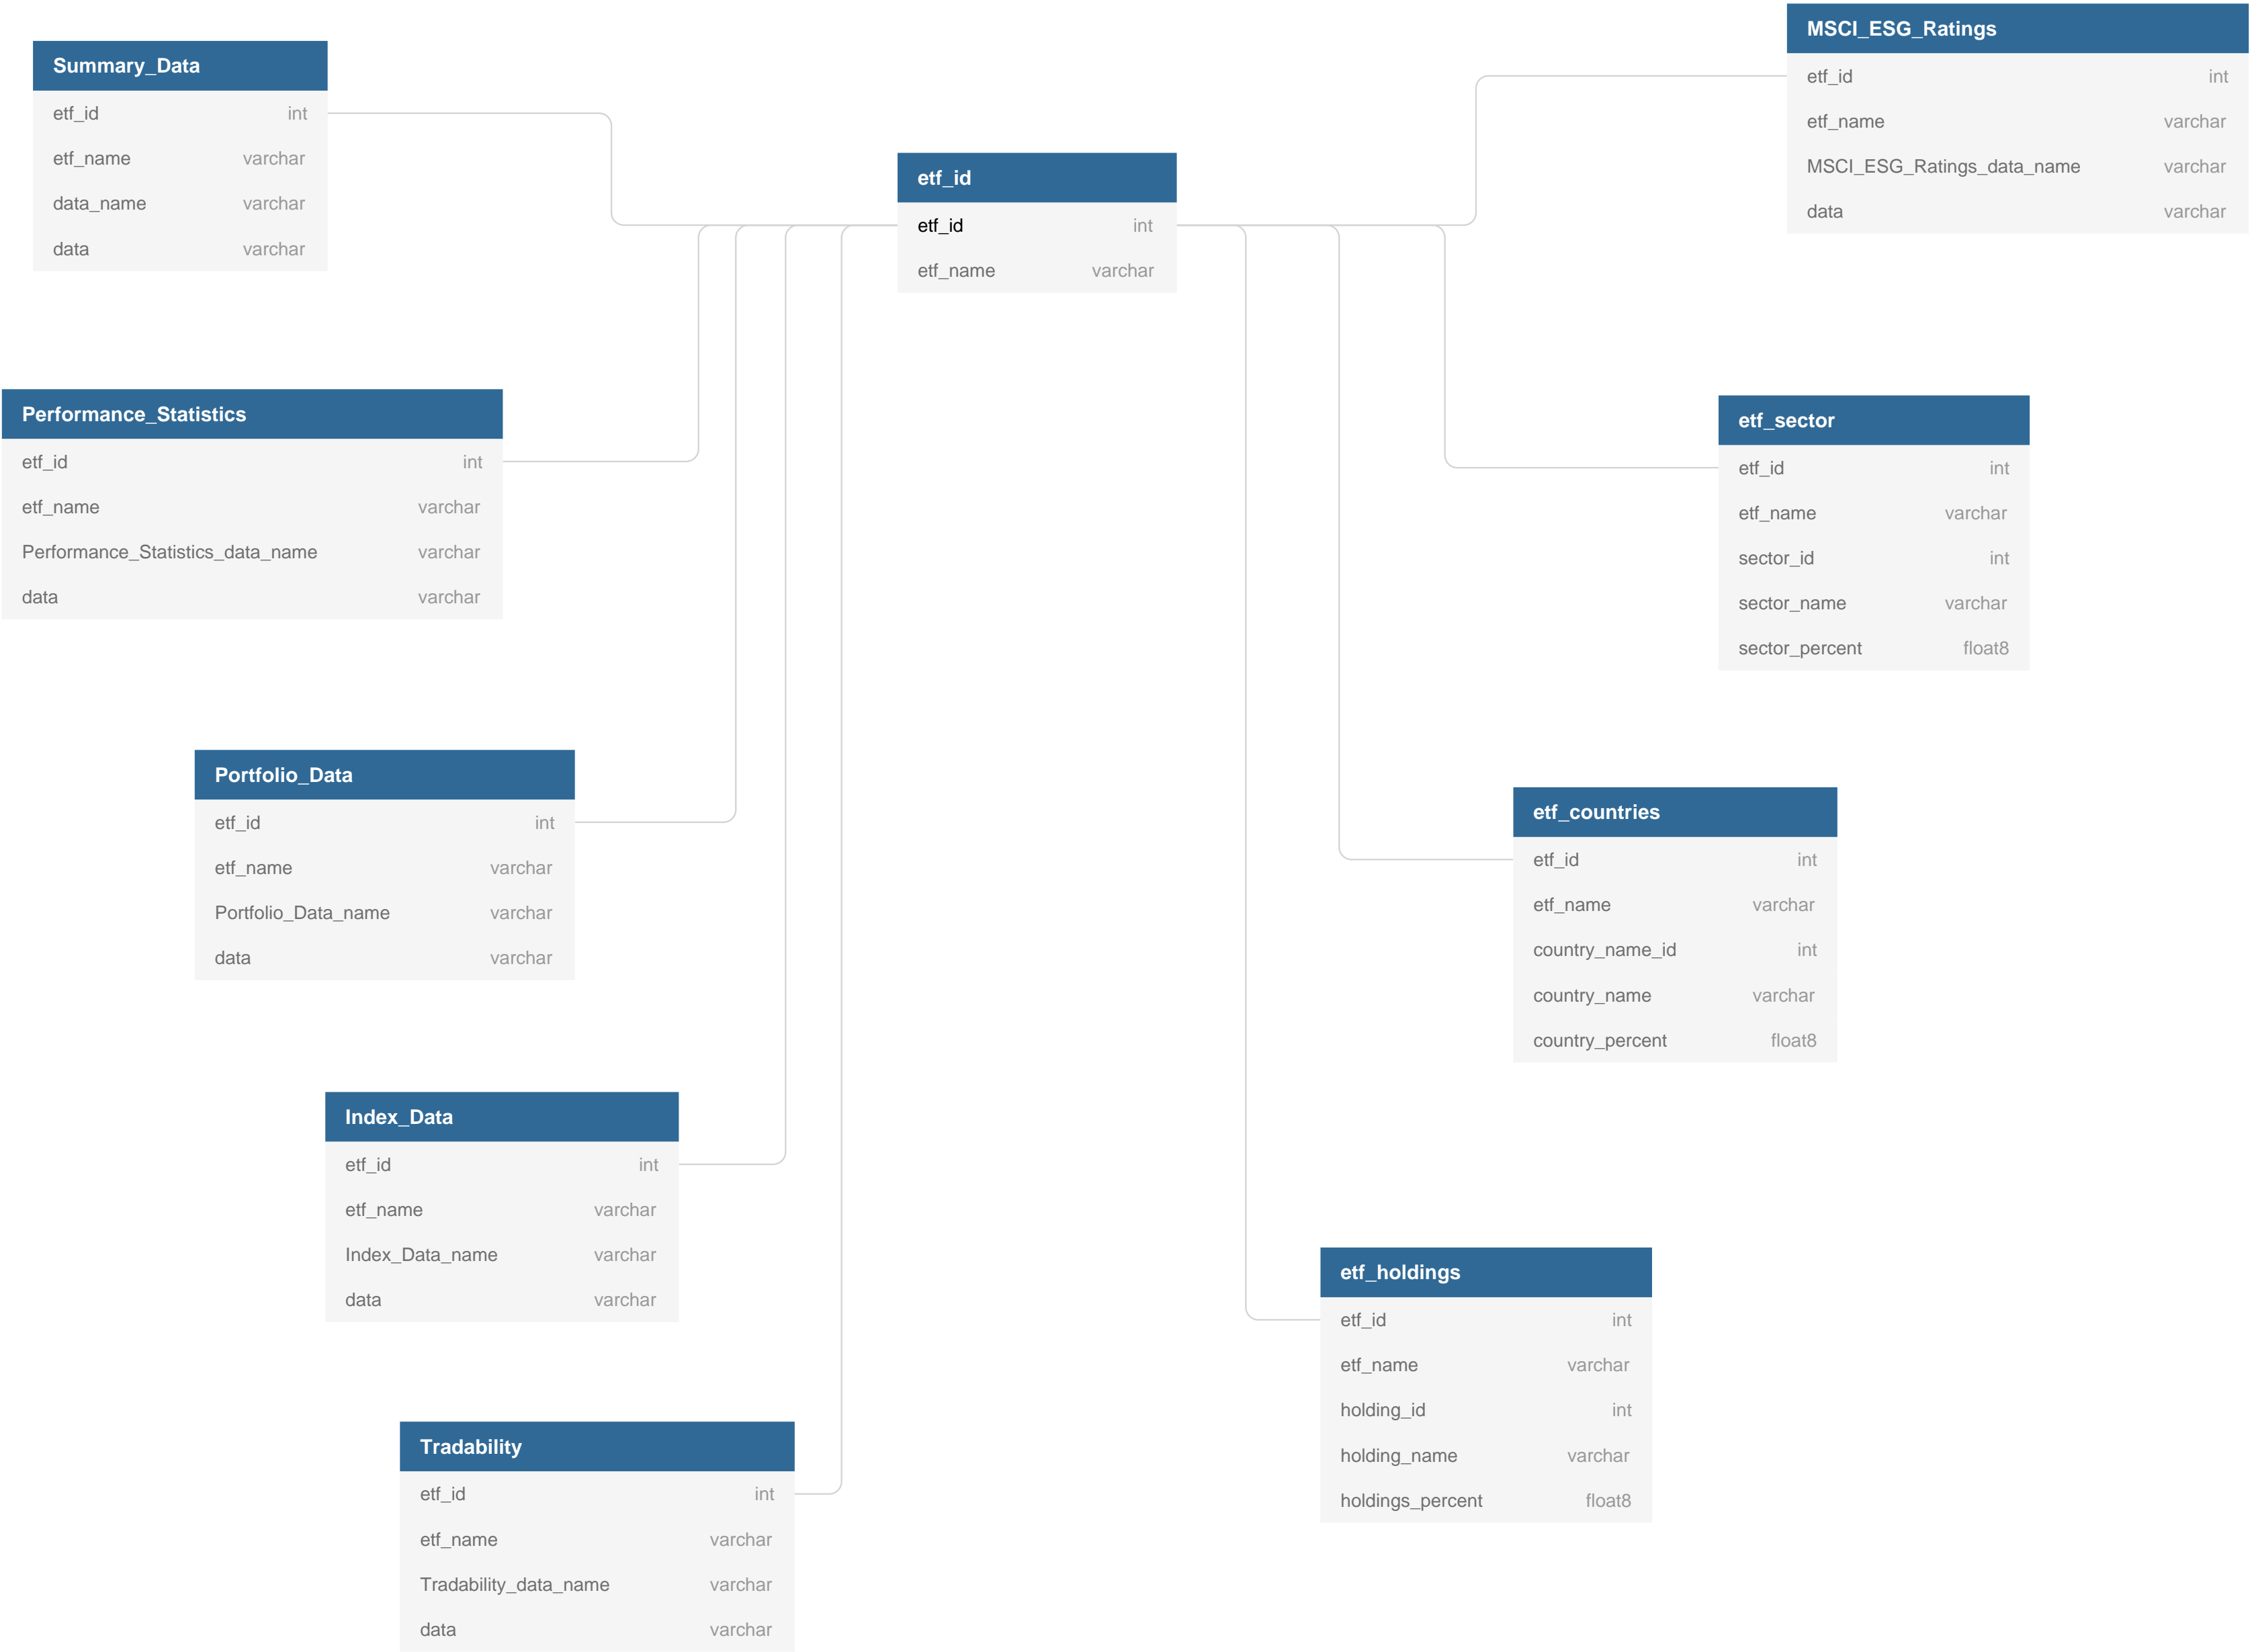 Summary_Data
etf_id int
etf_name varchar
data_name varchar
data varchar
etf_id
etf_id int
etf_name varchar
MSCI_ESG_Ratings
etf_id int
etf_name varchar
MSCI_ESG_Ratings_data_name varchar
data varchar
Performance_Statistics
etf_id int
etf_name varchar
Performance_Statistics_data_name varchar
data varchar
etf_sector
etf_id int
etf_name varchar
sector_id int
sector_name varchar
sector_percent float8
Portfolio_Data
etf_id int
etf_name varchar
Portfolio_Data_name varchar
data varchar
etf_countries
etf_id int
etf_name varchar
country_name_id int
country_name varchar
country_percent float8
Index_Data
etf_id int
etf_name varchar
Index_Data_name varchar
data varchar
etf_holdings
etf_id int
etf_name varchar
holding_id int
holding_name varchar
holdings_percent float8
Tradability
etf_id int
etf_name varchar
Tradability_data_name varchar
data varchar